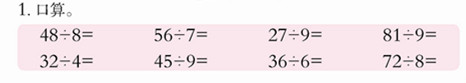 1. 口算。
48÷8= 56÷7= 27÷9= 81÷9=
32÷4= 45÷9= 36÷6= 72÷8=